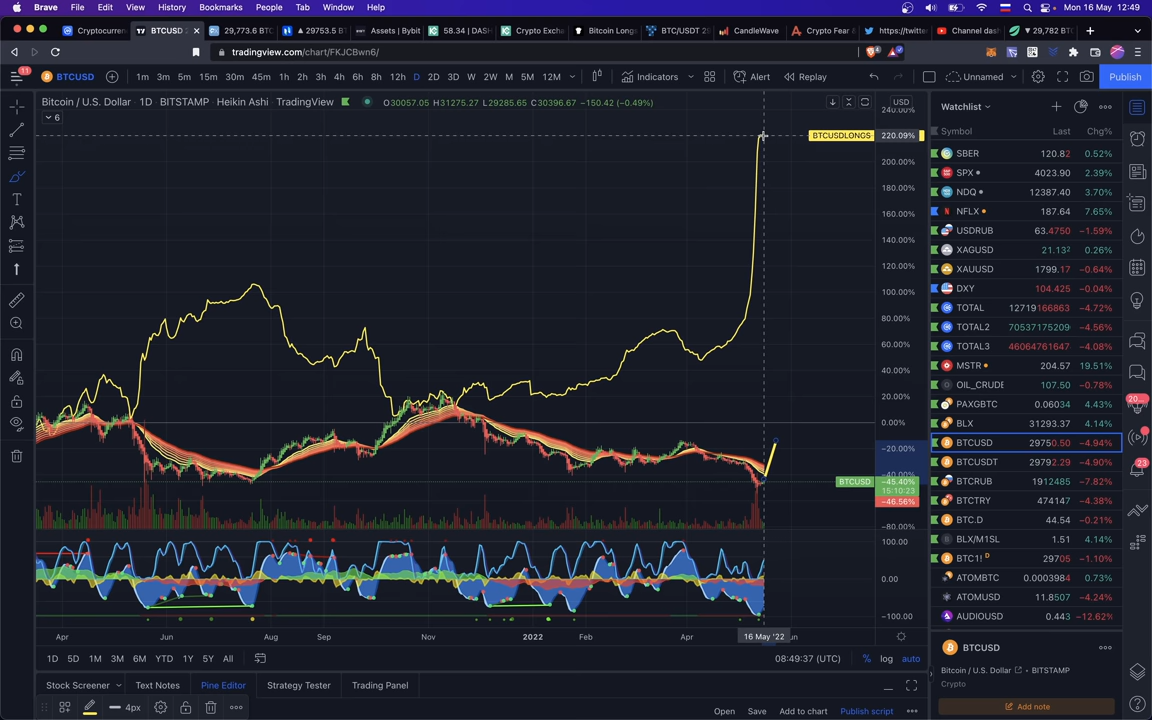 Brave File Edit View History Bookmarks People Tab Window Help Mon 16 May 12:49
Cryptocurren BTCUSD 29,773.6 BT ▲ 29753.5 B Assets | Bybit 58.34 | DASH Crypto Exch Bitcoin Long BTC/USDT 29 CandleWave Crypto Fear & https://twitter Channel dash ▼ 29,782 BTC
tradingview.com/chart/FKJCBwn6/
11 BTCUSD 1m 3m 5m 15m 30m 45m 1h 2h 3h 4h 6h 8h 12h D 2D 3D W 2W M 5M 12M Indicators Alert Replay Unnamed Publish
Bitcoin / U.S. Dollar 1D BITSTAMP Heikin Ashi TradingView O30057.05 H31275.27 L29285.65 C30396.67 −150.42 (−0.49%)
6
USD
240.00%
BTCUSDLONGS 220.09%
200.00%
180.00%
160.00%
140.00%
120.00%
100.00%
80.00%
60.00%
40.00%
20.00%
0.00%
−20.00%
−40.00%
BTCUSD −45.40%
15:10:23
−46.56%
−80.00%
100.00
0.00
−100.00
Apr Jun Aug Sep Nov 2022 Feb Apr 16 May '22 un
1D 5D 1M 3M 6M YTD 1Y 5Y All 08:49:37 (UTC) % log auto
Stock Screener Text Notes Pine Editor Strategy Tester Trading Panel
4px Open Save Add to chart Publish script
Watchlist
Symbol Last Chg%
SBER 120.82 0.52%
SPX 4023.90 2.39%
NDQ 12387.40 3.70%
NFLX 187.64 7.65%
USDRUB 63.4750 −1.59%
XAGUSD 21.132 0.26%
XAUUSD 1799.17 −0.64%
DXY 104.425 −0.04%
TOTAL 12719166863 −4.72%
TOTAL2 70537175209 −4.56%
TOTAL3 46064761647 −4.08%
MSTR 204.57 19.51%
OIL_CRUDE 107.50 −0.78%
PAXGBTC 0.06034 4.43%
BLX 31293.37 4.14%
BTCUSD 29750.50 −4.94%
BTCUSDT 29792.29 −4.90%
BTCRUB 1912485 −7.82%
BTCTRY 474147 −4.38%
BTC.D 44.54 −0.21%
BLX/M1SL 1.51 4.14%
BTC1! D 29705 −1.10%
ATOMBTC 0.0003984 0.73%
ATOMUSD 11.8507 −4.24%
AUDIOUSD 0.443 −12.62%
BTCUSD
Bitcoin / U.S. Dollar BITSTAMP
Crypto
Add note
20...
23